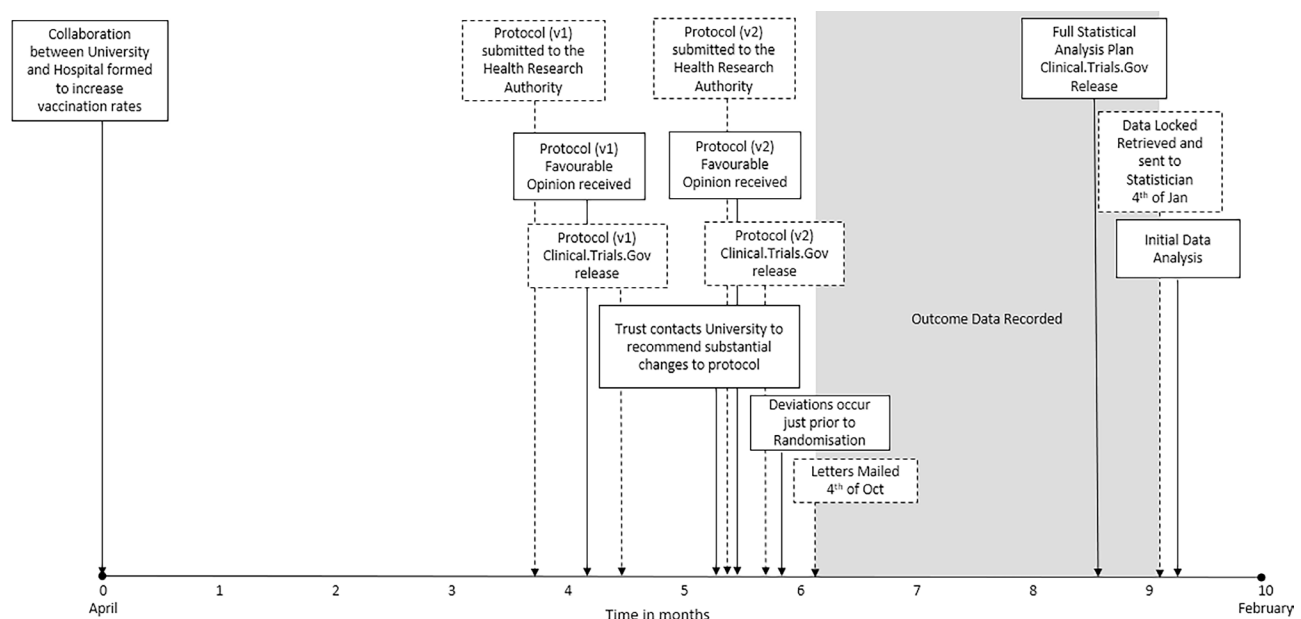 Collaboration
between University
and Hospital formed
to increase
vaccination rates
Protocol (v1)
submitted to the
Health Research
Authority
Protocol (v2)
submitted to the
Health Research
Authority
Full Statistical
Analysis Plan
Clinical.Trials.Gov
Release
Data Locked
Retrieved and
sent to
Statistician
4th of Jan
Protocol (v1)
Favourable
Opinion received
Protocol (v2)
Favourable
Opinion received
Protocol (v1)
Clinical.Trials.Gov
release
Protocol (v2)
Clinical.Trials.Gov
release
Initial Data
Analysis
Trust contacts University to
recommend substantial
changes to protocol
Outcome Data Recorded
Deviations occur
just prior to
Randomisation
Letters Mailed
4th of Oct
0 1 2 3 4 5 6 7 8 9 10
April
February
Time in months